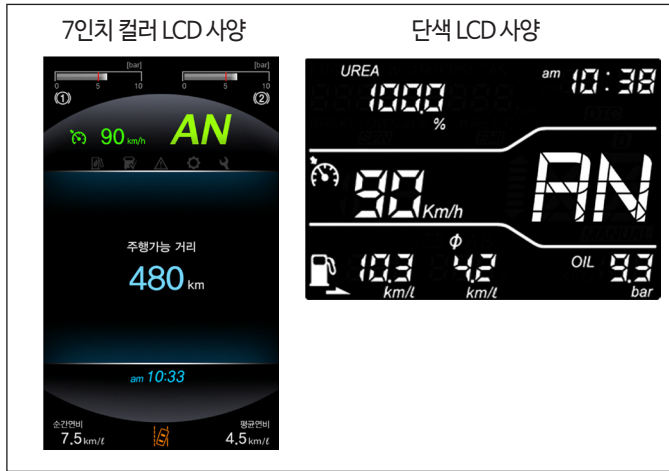 7인치 컬러 LCD 사양
[bar]
0 5 10
(1)
[bar]
0 5 10
(2)
90 km/h
AN
주행가능 거리
480 km
am 10:33
순간연비
7.5 km/ℓ
평균연비
4.5 km/ℓ
단색 LCD 사양
UREA
100.0
%
am 10:38
90 Km/h
AN
10.3
km/ℓ
Φ
4.2
km/ℓ
OIL 9.3
bar